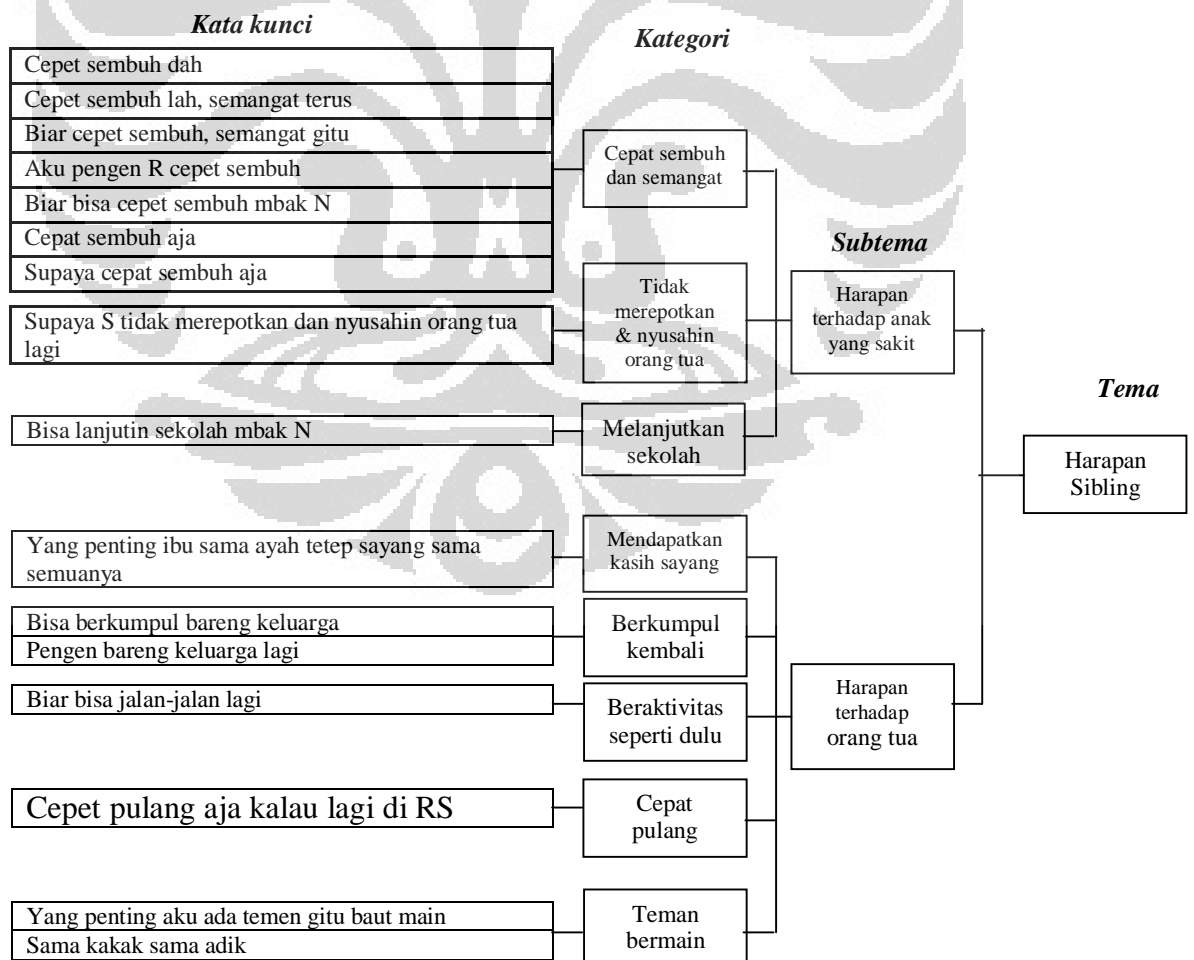 Kata kunci
Kategori
Cepet sembuh dah
Cepet sembuh lah, semangat terus
Biar cepet sembuh, semangat gitu
Aku pengen R cepet sembuh
Biar bisa cepet sembuh mbak N
Cepat sembuh aja
Supaya cepat sembuh aja
Cepat sembuh
dan semangat
Subtema
Supaya S tidak merepotkan dan nyusahin orang tua
lagi
Tidak
merepotkan
& nyusahin
orang tua
Harapan
terhadap anak
yang sakit
Tema
Bisa lanjutin sekolah mbak N
Melanjutkan
sekolah
Harapan
Sibling
Yang penting ibu sama ayah tetep sayang sama
semuanya
Mendapatkan
kasih sayang
Bisa berkumpul bareng keluarga
Pengen bareng keluarga lagi
Berkumpul
kembali
Biar bisa jalan-jalan lagi
Beraktivitas
seperti dulu
Harapan
terhadap
orang tua
Cepet pulang aja kalau lagi di RS
Cepat
pulang
Yang penting aku ada temen gitu baut main
Sama kakak sama adik
Teman
bermain